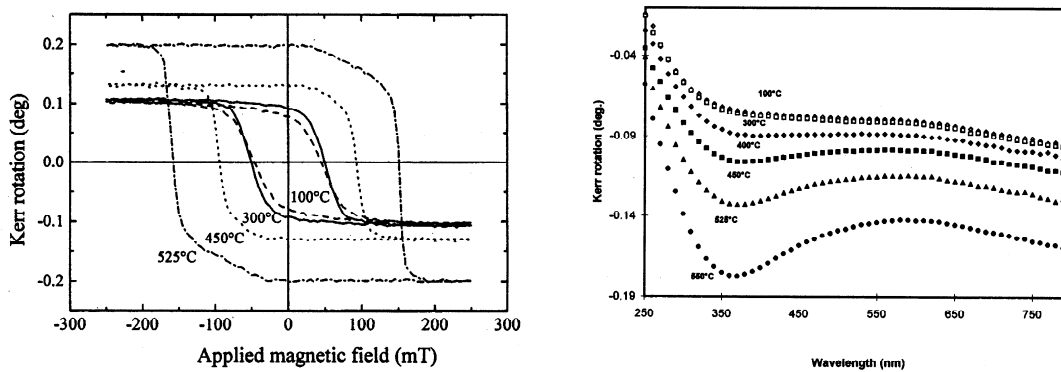 Kerr rotation (deg)
0.2
0.1
0.0
-0.1
-0.2
100°C
300°C
450°C
525°C
-300 -200 -100 0 100 200 300
Applied magnetic field (mT)
Kerr rotation (deg.)
-0.04
-0.09
-0.14
-0.19
100°C
300°C
400°C
450°C
525°C
550°C
250 350 450 550 650 750
Wavelength (nm)